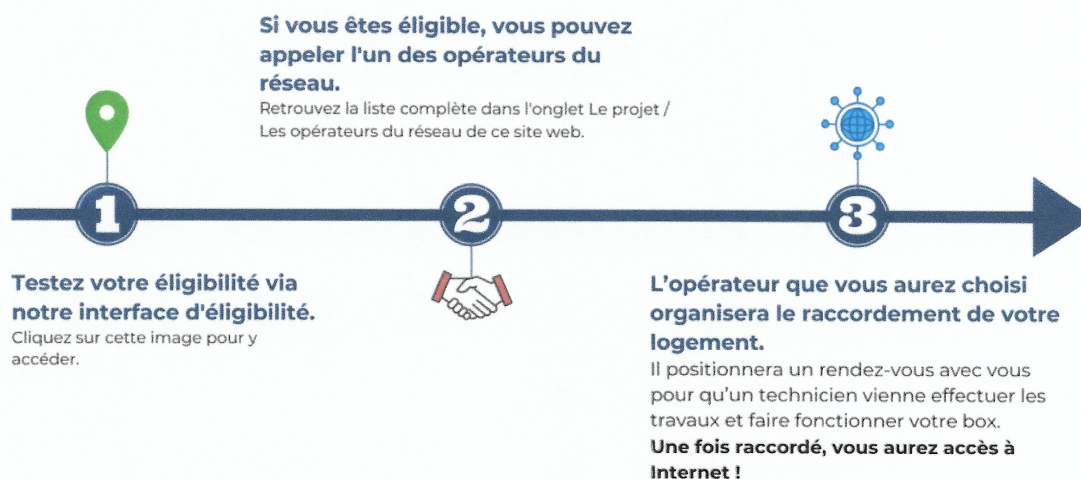 Si vous êtes éligible, vous pouvez
appeler l'un des opérateurs du
réseau.
Retrouvez la liste complète dans l'onglet Le projet /
Les opérateurs du réseau de ce site web.
1
2
3
Testez votre éligibilité via
notre interface d'éligibilité.
Cliquez sur cette image pour y
accéder.
L'opérateur que vous aurez choisi
organisera le raccordement de votre
logement.
Il positionnera un rendez-vous avec vous
pour qu'un technicien vienne effectuer les
travaux et faire fonctionner votre box.
Une fois raccordé, vous aurez accès à
Internet !